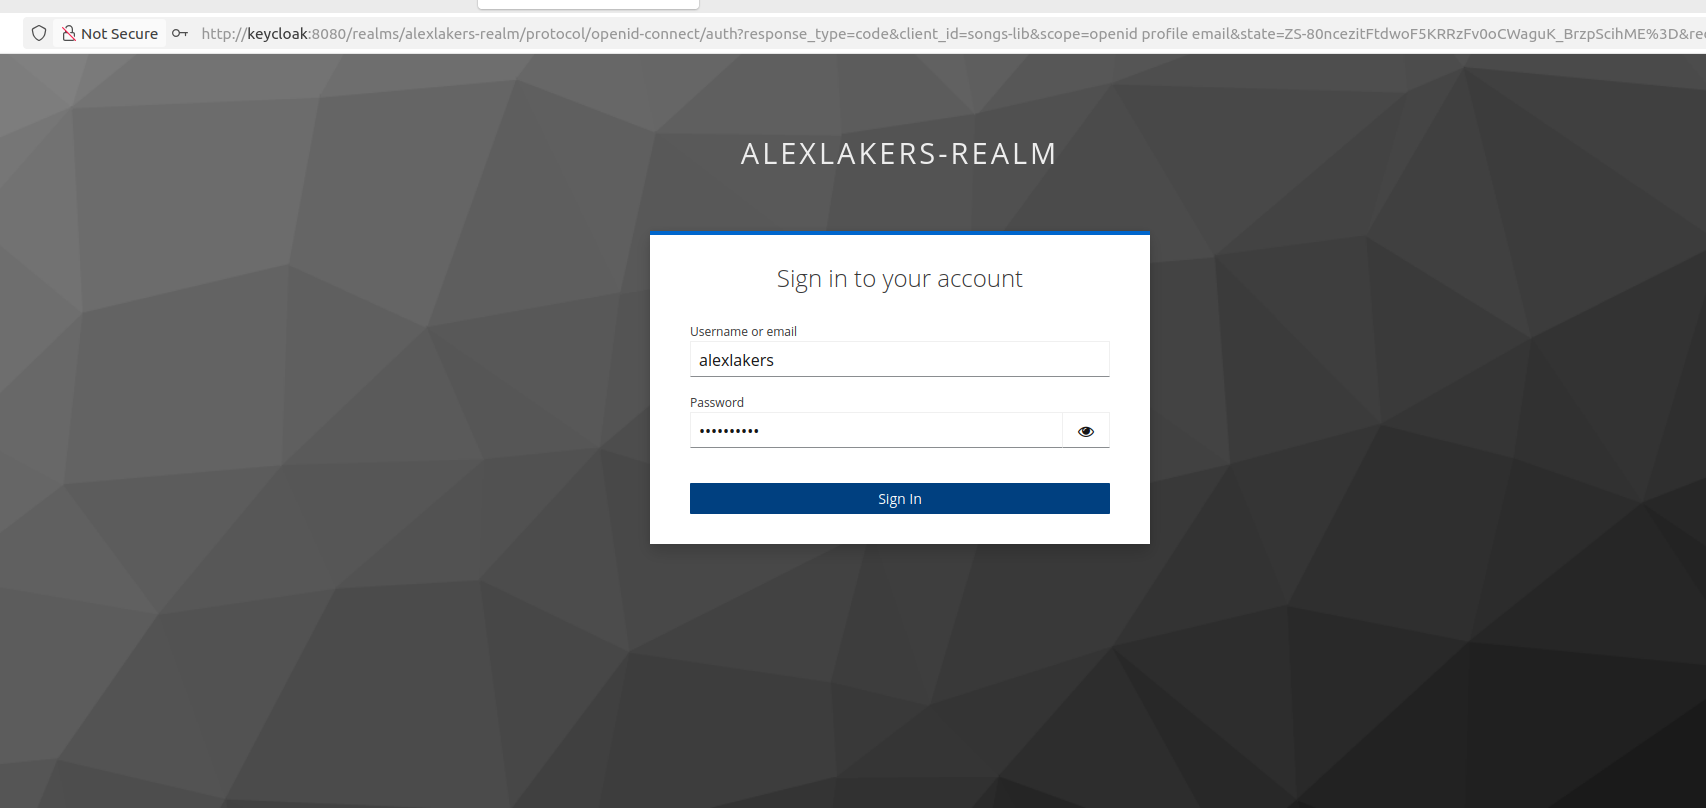 Not Secure http://keycloak:8080/realms/alexlakers-realm/protocol/openid-connect/auth?response_type=code&client_id=songs-lib&scope=openid profile email&state=ZS-80ncezitFtdwoF5KRRzFv0oCWaguK_BrzpScihME%3D&rec
ALEXLAKERS-REALM
Sign in to your account
Username or email
alexlakers
Password
••••••••••
Sign In